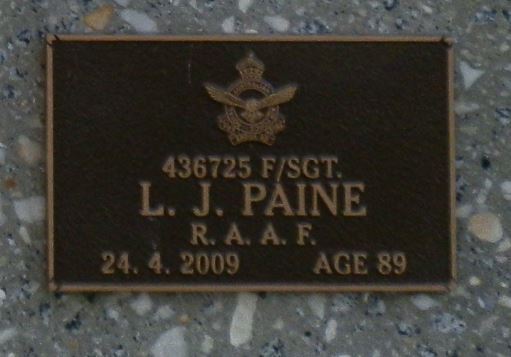 436725 F/SGT.
L. J. PAINE
R. A. A. F.
24. 4. 2009 AGE 89